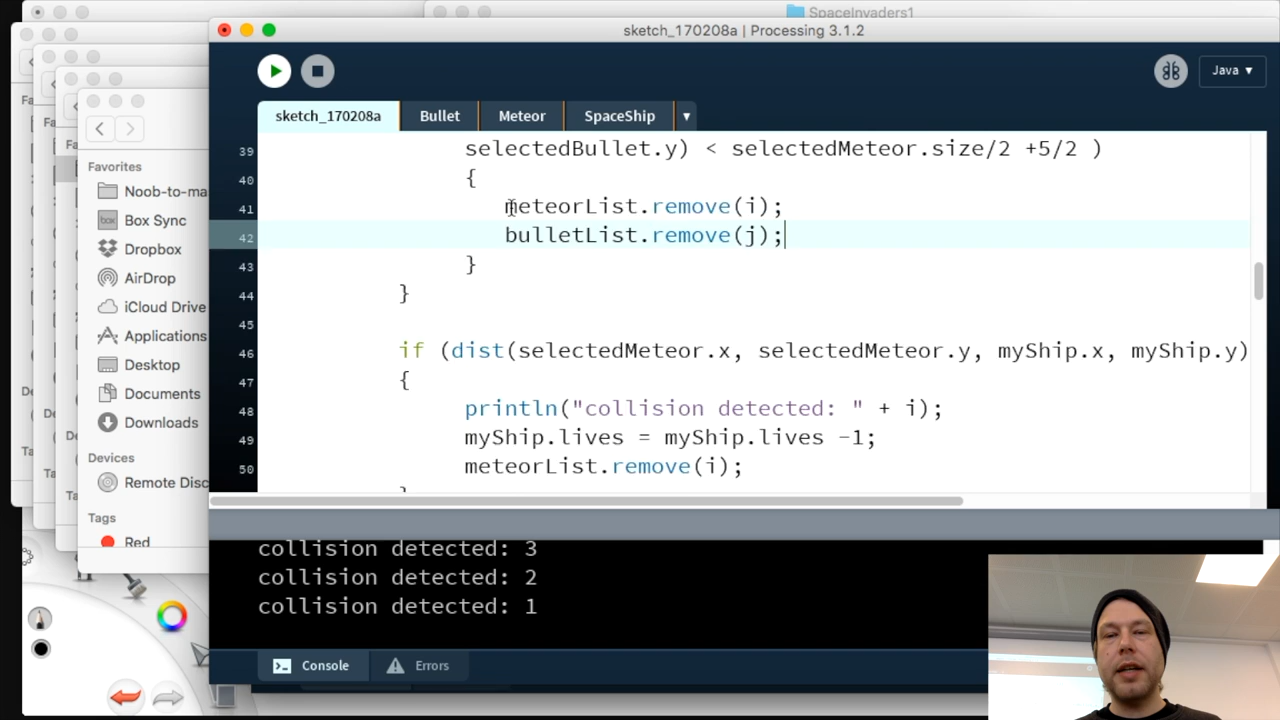 SpaceInvaders1
sketch_170208a | Processing 3.1.2
Java ▼
sketch_170208a Bullet Meteor SpaceShip ▼
39 selectedBullet.y) < selectedMeteor.size/2 +5/2 )
40 {
41 meteorList.remove(i);
42 bulletList.remove(j);
43 }
44 }
45
46 if (dist(selectedMeteor.x, selectedMeteor.y, myShip.x, myShip.y)
47 {
48 println("collision detected: " + i);
49 myShip.lives = myShip.lives -1;
50 meteorList.remove(i);
collision detected: 3
collision detected: 2
collision detected: 1
Console Errors
Favorites
Noob-to-ma
Box Sync
Dropbox
AirDrop
iCloud Drive
Applications
Desktop
Documents
Downloads
Devices
Remote Disc
Tags
Red